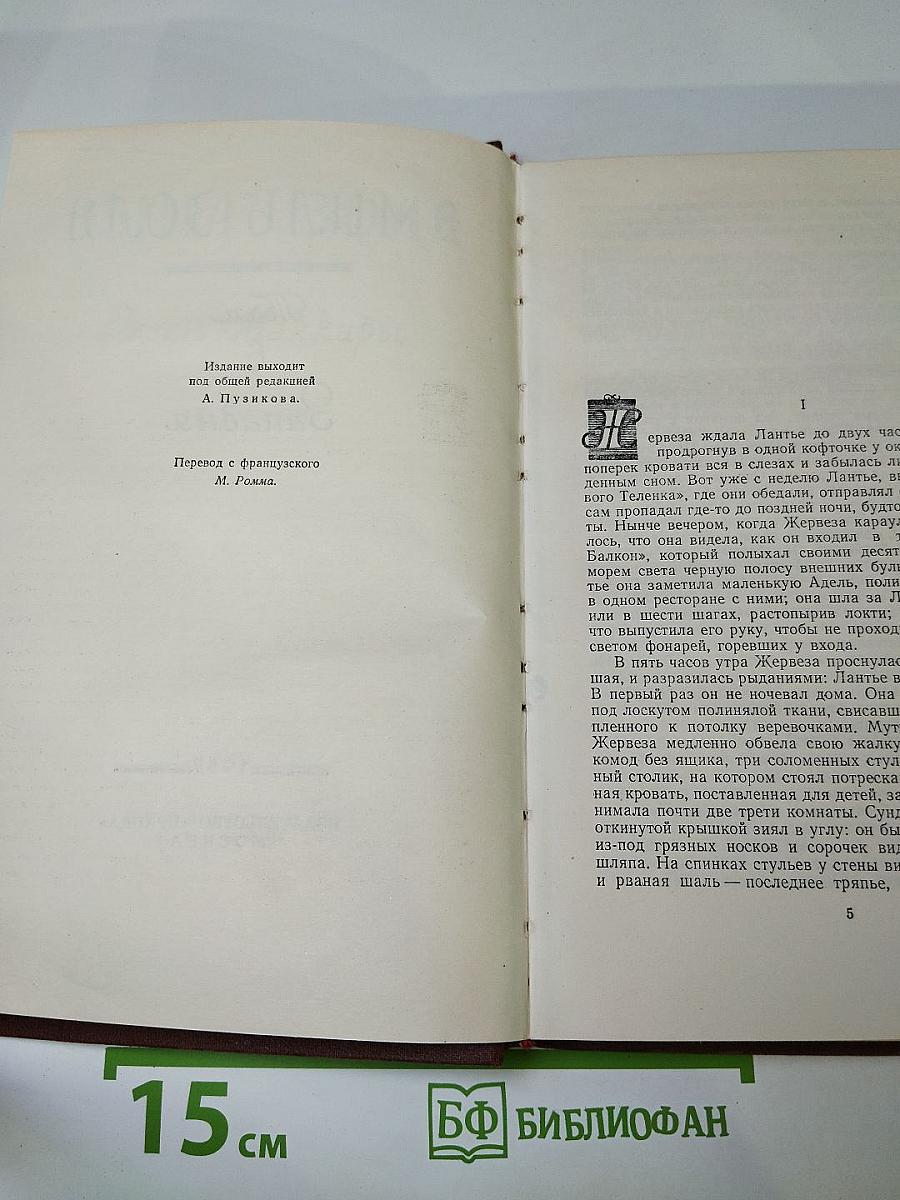 Издание выходит
под общей редакцией
А. Пузикова.
Перевод с французского
М. Ромма.
I
Жервеза ждала Лантье до двух час
продрогнув в одной кофточке у ок
поперек кровати вся в слезах и забылась ли
денным сном. Вот уже с неделю Лантье, вы
вого Теленка», где они обедали, отправлял
сам пропадал где-то до поздней ночи, будто
ты. Нынче вечером, когда Жервеза караул
лось, что она видела, как он входил в
Балкон», который полыхал своими десят
морем света черную полосу внешних буль
тье она заметила маленькую Адель, поли
в одном ресторане с ними; она шла за Л
или в шести шагах, растопырив локти;
что выпустила его руку, чтобы не проход
светом фонарей, горевших у входа.
В пять часов утра Жервеза проснулас
шая, и разразилась рыданиями: Лантье в
В первый раз он не ночевал дома. Она
под лоскутом полинялой ткани, свисавш
пленного к потолку веревочками. Мут
Жервеза медленно обвела свою жалку
комод без ящика, три соломенных стул
ный столик, на котором стоял потреска
ная кровать, поставленная для детей, за
нимала почти две трети комнаты. Сунд
откинутой крышкой зиял в углу: он бы
из-под грязных носков и сорочек вид
шляпа. На спинках стульев у стены ви
и рваная шаль — последнее тряпье,
5
15 см
БФ БИБЛИОФАН